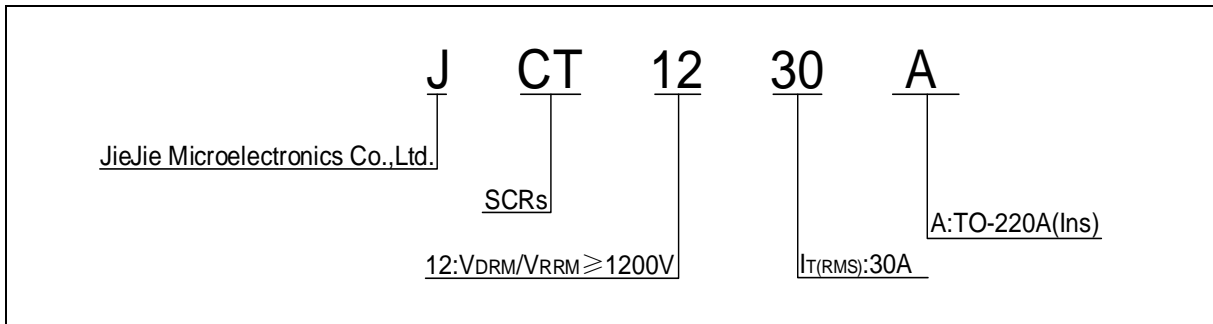 J CT 12 30 A
JieJie Microelectronics Co.,Ltd.
SCRs
A:TO-220A(Ins)
12:VDRM/VRRM≥1200V
IT(RMS):30A